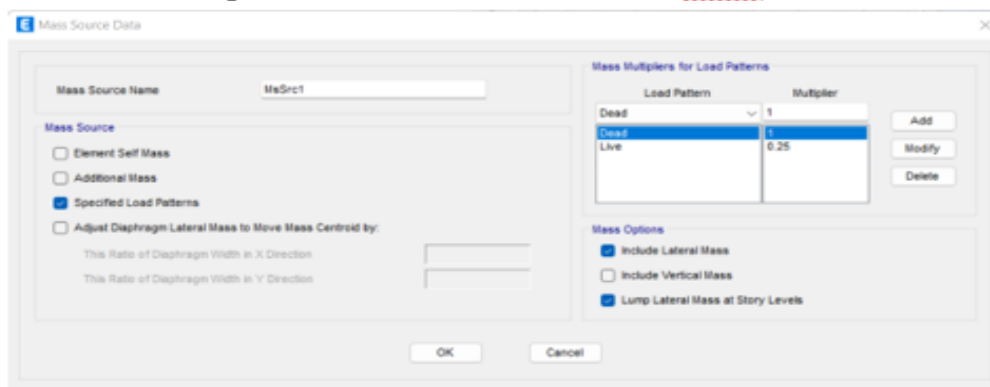 E Mass Source Data
Mass Source Name MsSrc1
Mass Source
Element Self Mass
Additional Mass
Specified Load Patterns
Adjust Diaphragm Lateral Mass to Move Mass Centroid by:
This Ratio of Diaphragm Width in X Direction
This Ratio of Diaphragm Width in Y Direction
Mass Multipliers for Load Patterns
Load Pattern Multiplier
Dead 1
Dead 1
Live 0.25
Add
Modify
Delete
Mass Options
Include Lateral Mass
Include Vertical Mass
Lump Lateral Mass at Story Levels
OK Cancel